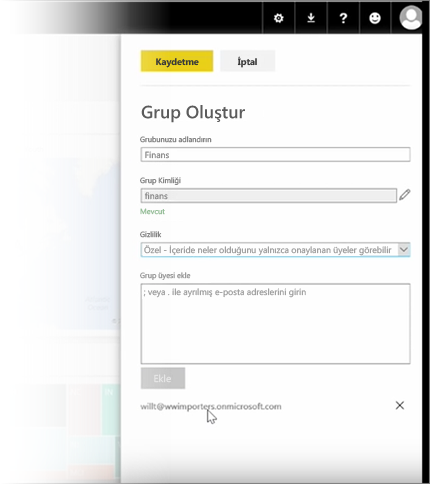 Kaydetme
İptal
Grup Oluştur
Grubunuzu adlandırın
Finans
Grup Kimliği
finans
Mevcut
Gizlilik
Özel - İçeride neler olduğunu yalnızca onaylanan üyeler görebilir
Grup üyesi ekle
; veya . ile ayrılmış e-posta adreslerini girin
Ekle
willt@wwimporters.onmicrosoft.com